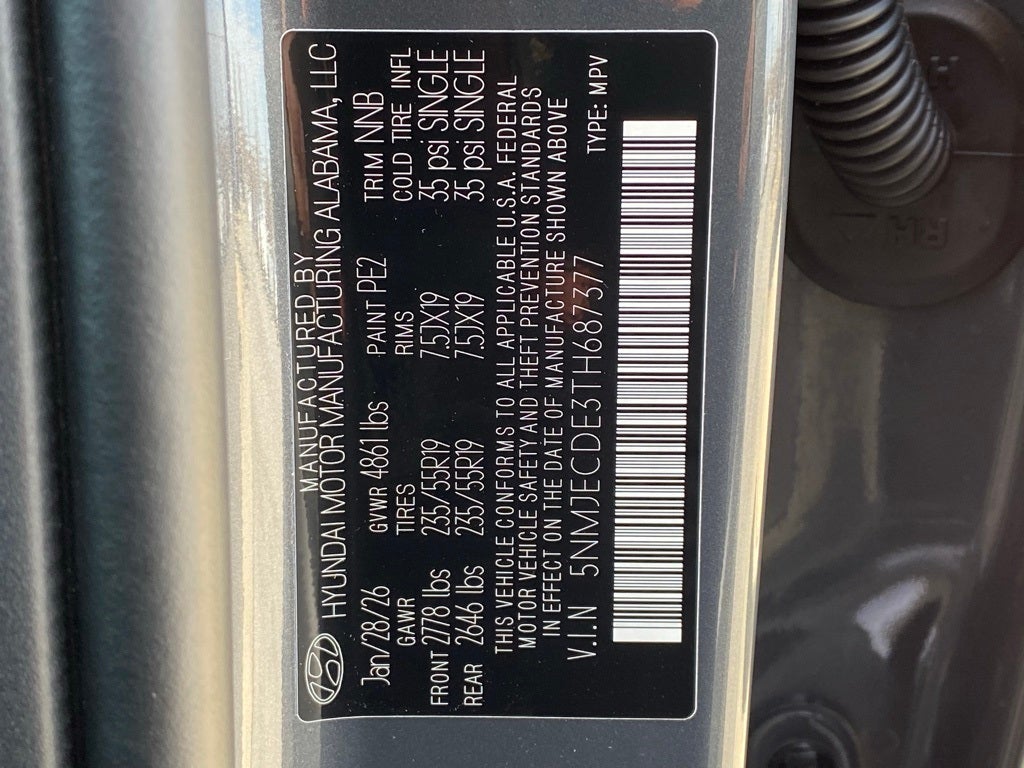 MANUFACTURED BY
HYUNDAI MOTOR MANUFACTURING ALABAMA, LLC
Jan/28/26 GVWR 4861 lbs PAINT PE2 TRIM NNB
GAWR TIRES RIMS COLD TIRE INFL
FRONT 2778 lbs 235/55R19 7.5JX19 35 psi SINGLE
REAR 2646 lbs 235/55R19 7.5JX19 35 psi SINGLE
THIS VEHICLE CONFORMS TO ALL APPLICABLE U.S.A. FEDERAL
MOTOR VEHICLE SAFETY AND THEFT PREVENTION STANDARDS
IN EFFECT ON THE DATE OF MANUFACTURE SHOWN ABOVE
V.I.N 5NMJECDE3TH687377 TYPE: MPV
RH
H